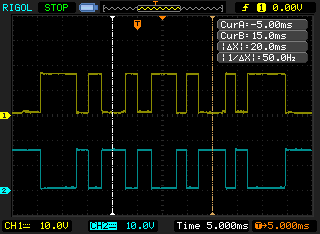 RIGOL STOP T f 1 0.00V
CurA:-5.00ms
CurB: 15.0ms
|ΔX|:20.0ms
|1/ΔX|:50.0Hz
T
1
2
CH1 10.0V CH2 10.0V Time 5.000ms T→5.000ms